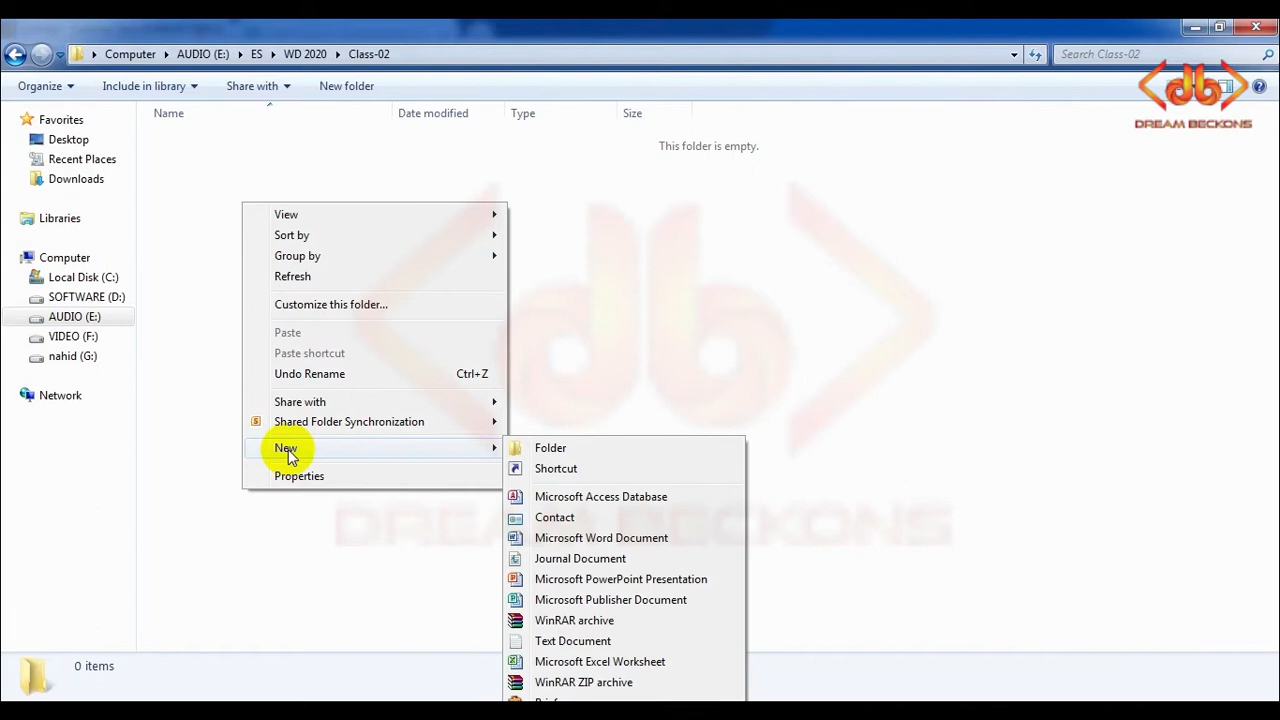 Computer AUDIO (E:) ES WD 2020 Class-02 Search Class-02
Organize Include in library Share with New folder
DREAM BECKONS
Name Date modified Type Size
This folder is empty.
Favorites
Desktop
Recent Places
Downloads
Libraries
Computer
Local Disk (C:)
SOFTWARE (D:)
AUDIO (E:)
VIDEO (F:)
nahid (G:)
Network
View
Sort by
Group by
Refresh
Customize this folder...
Paste
Paste shortcut
Undo Rename Ctrl+Z
Share with
Shared Folder Synchronization
New
Properties
Folder
Shortcut
Microsoft Access Database
Contact
Microsoft Word Document
Journal Document
Microsoft PowerPoint Presentation
Microsoft Publisher Document
WinRAR archive
Text Document
Microsoft Excel Worksheet
WinRAR ZIP archive
DREAM BECKONS
0 items